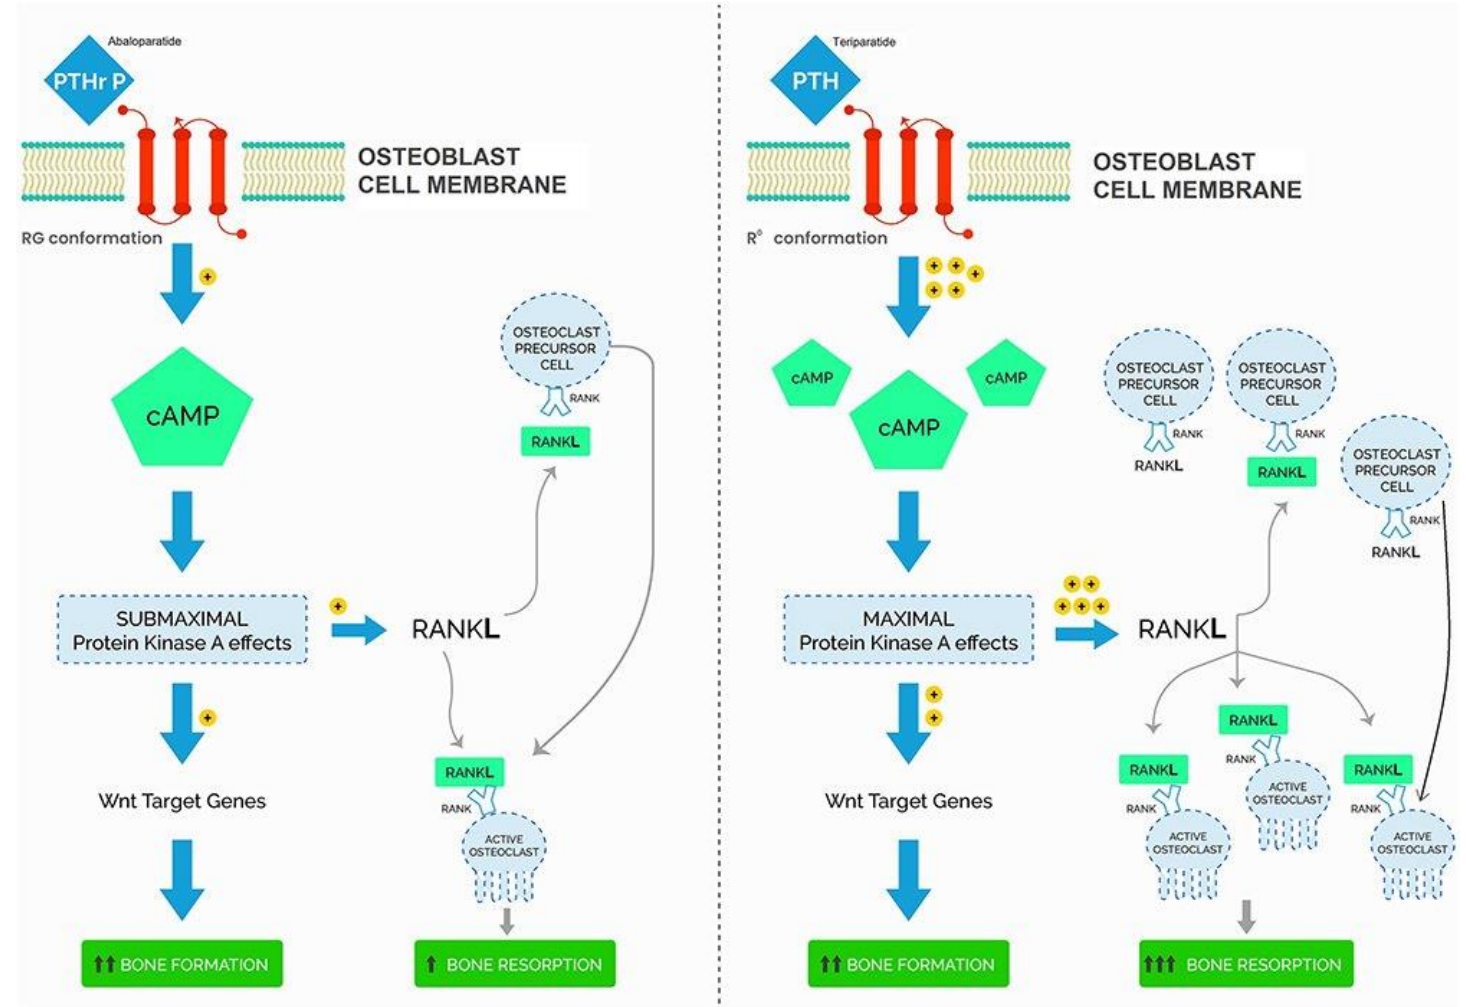 Abaloparatide
PTHr P
OSTEOBLAST
CELL MEMBRANE
RG conformation
+
cAMP
OSTEOCLAST
PRECURSOR
CELL
RANK
RANKL
SUBMAXIMAL
Protein Kinase A effects
+
RANKL
+
Wnt Target Genes
RANKL
RANK
ACTIVE
OSTEOCLAST
⬆⬆ BONE FORMATION
⬆ BONE RESORPTION
Teriparatide
PTH
OSTEOBLAST
CELL MEMBRANE
R⁰ conformation
+ + +
+ +
cAMP
cAMP
cAMP
OSTEOCLAST
PRECURSOR
CELL
RANK
RANKL
OSTEOCLAST
PRECURSOR
CELL
RANK
RANKL
OSTEOCLAST
PRECURSOR
CELL
RANK
RANKL
MAXIMAL
Protein Kinase A effects
+ +
+ + +
RANKL
+
+
Wnt Target Genes
RANKL
RANK
ACTIVE
OSTEOCLAST
RANKL
RANK
ACTIVE
OSTEOCLAST
RANKL
RANK
ACTIVE
OSTEOCLAST
⬆⬆ BONE FORMATION
⬆⬆⬆ BONE RESORPTION